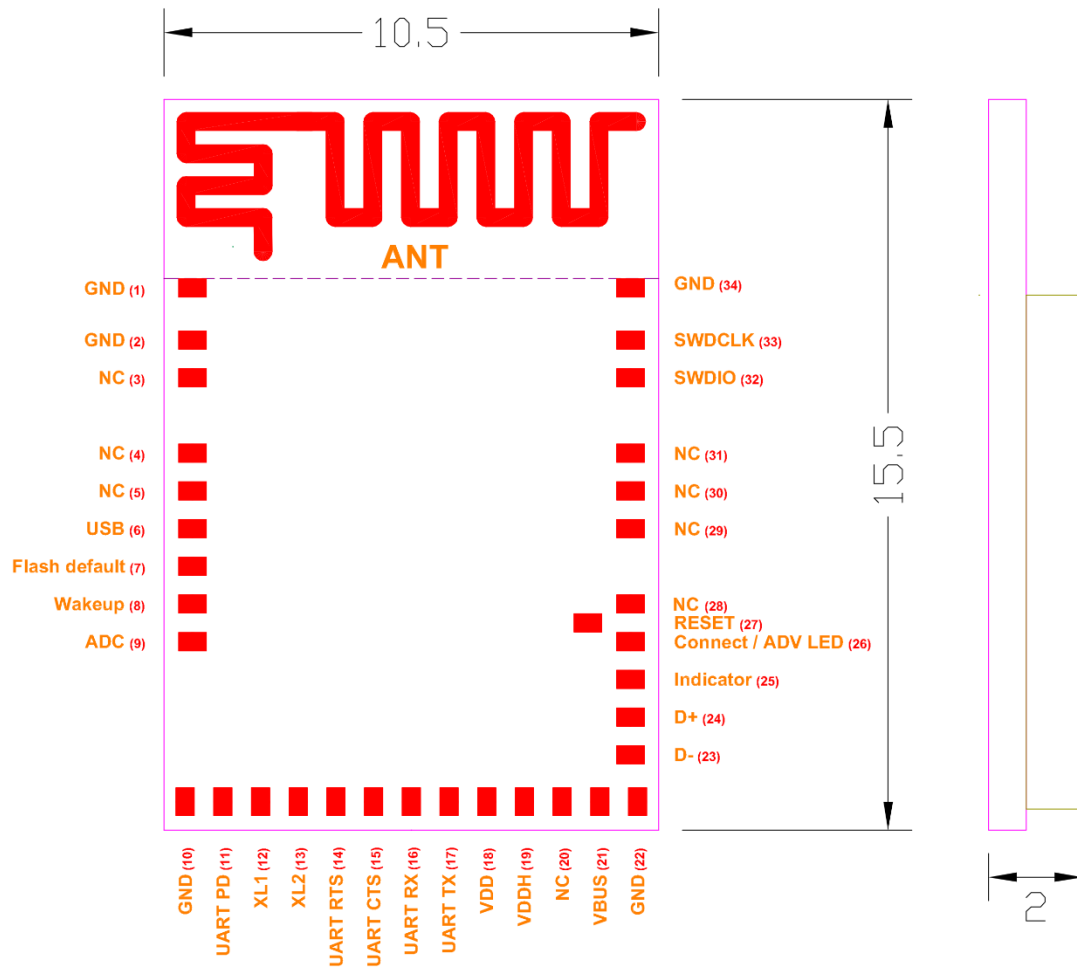 10.5
ANT
GND (1)
GND (2)
NC (3)
NC (4)
NC (5)
USB (6)
Flash default (7)
Wakeup (8)
ADC (9)
GND (34)
SWDCLK (33)
SWDIO (32)
NC (31)
NC (30)
NC (29)
NC (28)
RESET (27)
Connect / ADV LED (26)
Indicator (25)
D+ (24)
D- (23)
15.5
GND (10)
UART PD (11)
XL1 (12)
XL2 (13)
UART RTS (14)
UART CTS (15)
UART RX (16)
UART TX (17)
VDD (18)
VDDH (19)
NC (20)
VBUS (21)
GND (22)
2